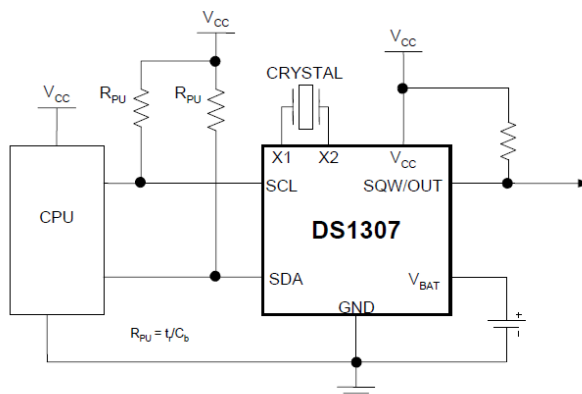 VCC
VCC
CRYSTAL
VCC
RPU
RPU
X1
X2
VCC
SCL
SQW/OUT
CPU
DS1307
SDA
VBAT
GND
+
-
RPU = tr/Cb